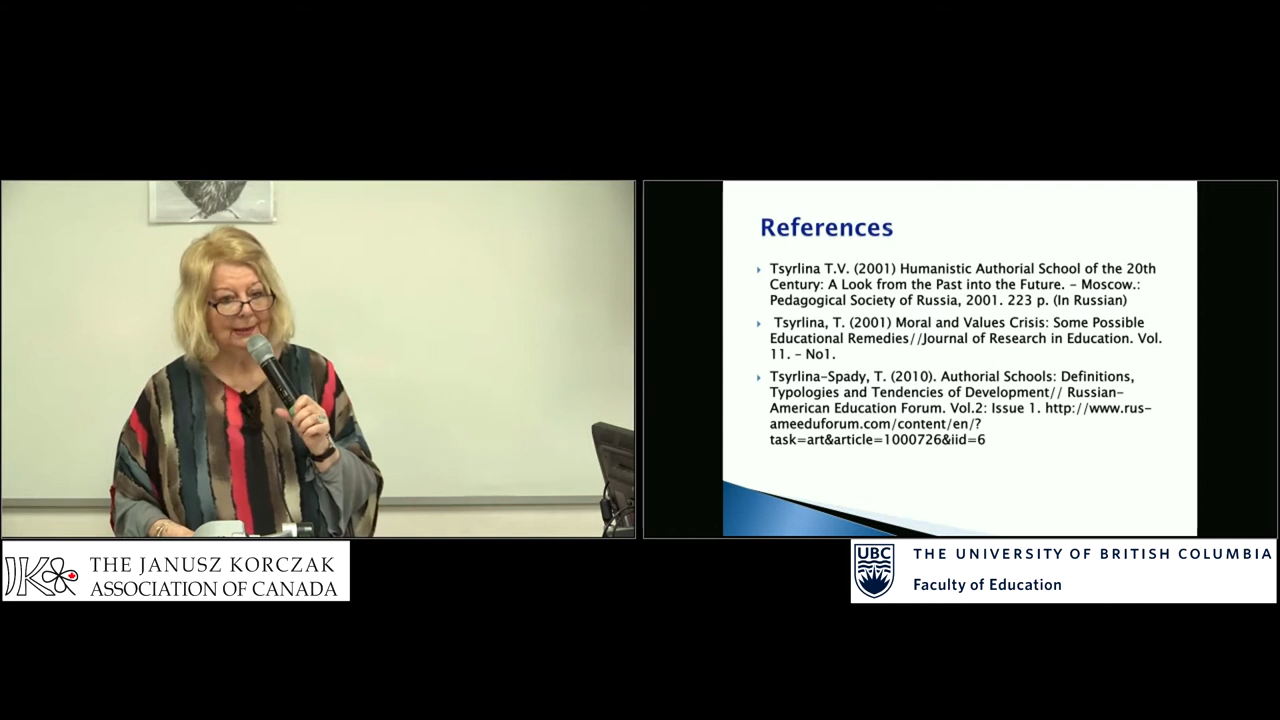 References
Tsyrlina T.V. (2001) Humanistic Authorial School of the 20th
Century: A Look from the Past into the Future. – Moscow.:
Pedagogical Society of Russia, 2001. 223 p. (In Russian)
Tsyrlina, T. (2001) Moral and Values Crisis: Some Possible
Educational Remedies//Journal of Research in Education. Vol.
11. – No1.
Tsyrlina-Spady, T. (2010). Authorial Schools: Definitions,
Typologies and Tendencies of Development// Russian-
American Education Forum. Vol.2: Issue 1. http://www.rus-
ameeduforum.com/content/en/?
task=art&article=1000726&iid=6
THE JANUSZ KORCZAK
ASSOCIATION OF CANADA
UBC
THE UNIVERSITY OF BRITISH COLUMBIA
Faculty of Education